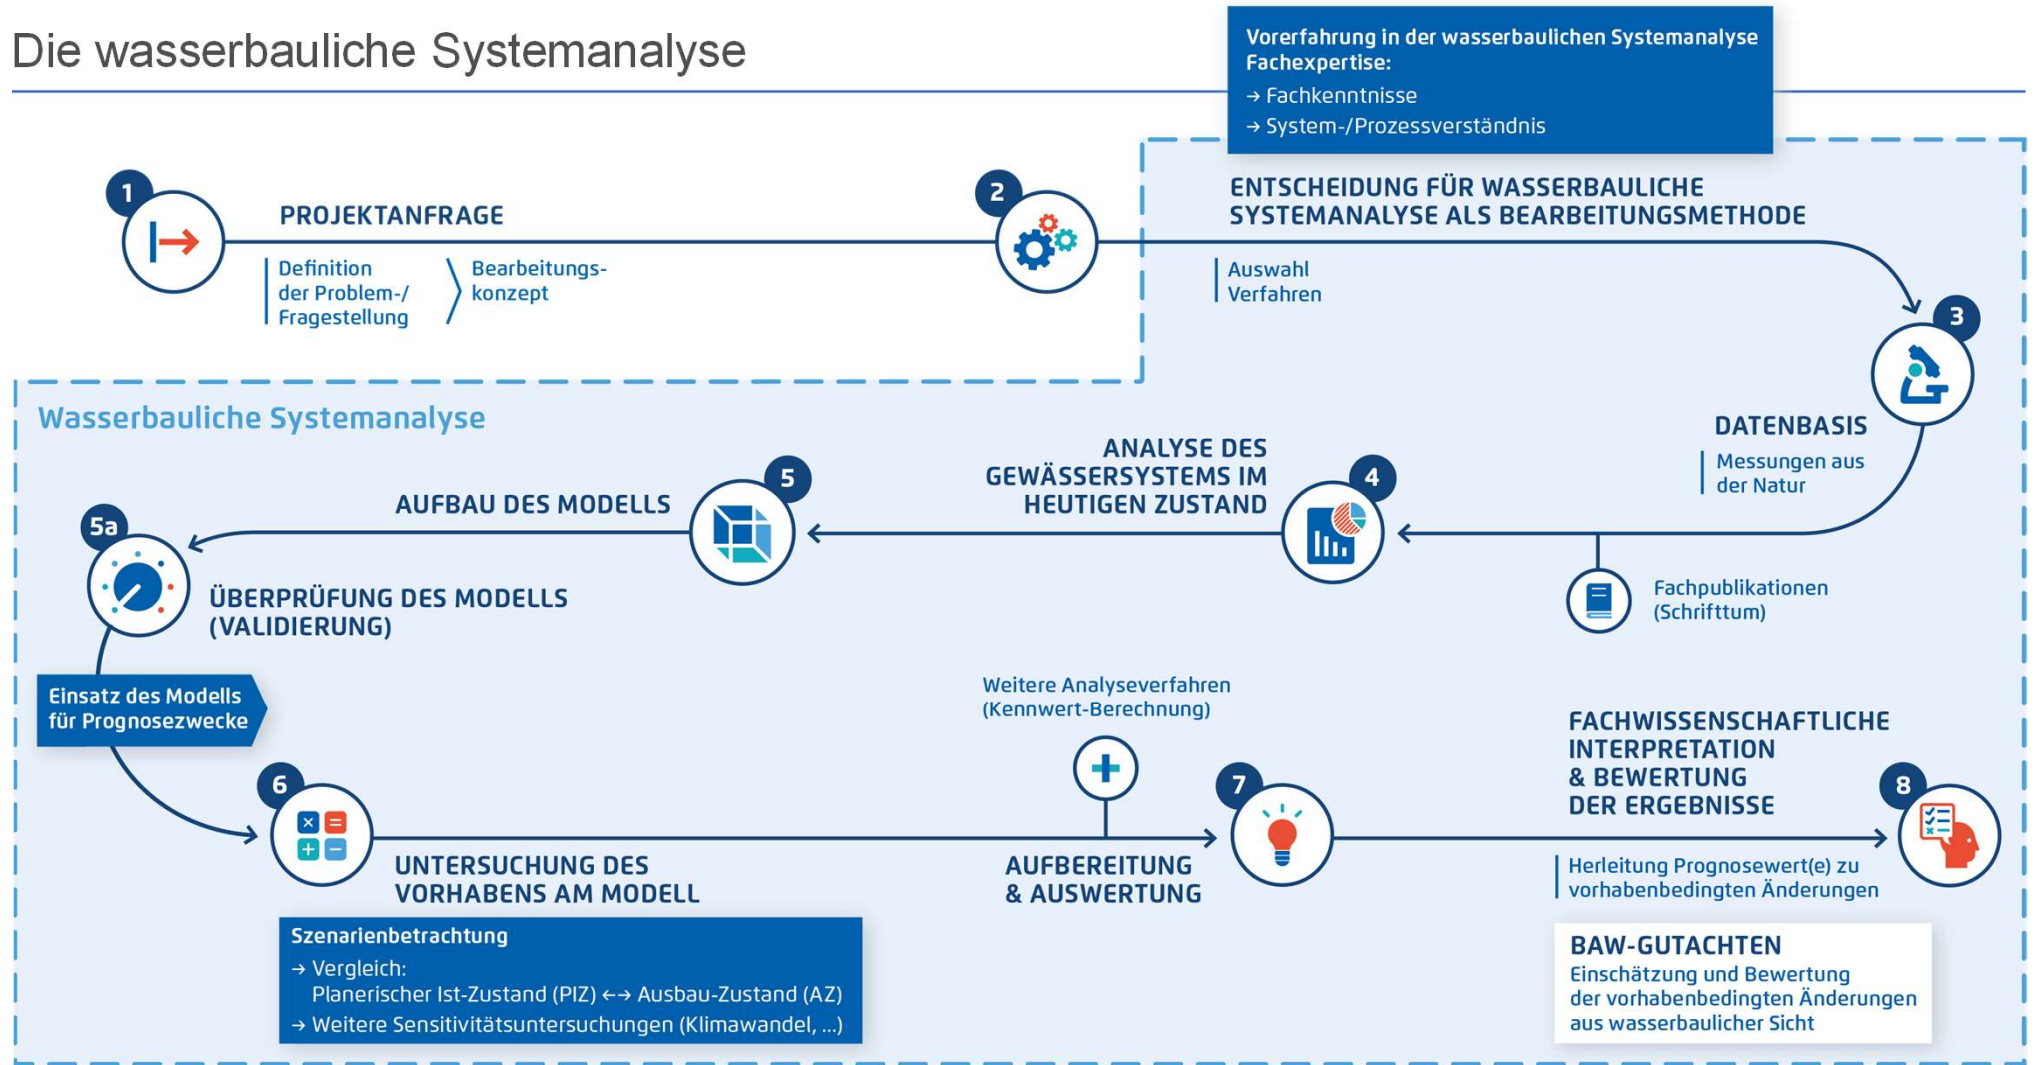 Die wasserbauliche Systemanalyse
Vorerfahrung in der wasserbaulichen Systemanalyse
Fachexpertise:
→ Fachkenntnisse
→ System-/Prozessverständnis
1
PROJEKTANFRAGE
Definition
der Problem-/
Fragestellung
Bearbeitungs-
konzept
2
ENTSCHEIDUNG FÜR WASSERBAULICHE
SYSTEMANALYSE ALS BEARBEITUNGSMETHODE
Auswahl
Verfahren
3
DATENBASIS
Messungen aus
der Natur
Fachpublikationen
(Schrifttum)
Wasserbauliche Systemanalyse
4
ANALYSE DES
GEWÄSSERSYSTEMS IM
HEUTIGEN ZUSTAND
5
AUFBAU DES MODELLS
5a
ÜBERPRÜFUNG DES MODELLS
(VALIDIERUNG)
Einsatz des Modells
für Prognosezwecke
6
UNTERSUCHUNG DES
VORHABENS AM MODELL
Szenarienbetrachtung
→ Vergleich:
Planerischer Ist-Zustand (PIZ) ←→ Ausbau-Zustand (AZ)
→ Weitere Sensitivitätsuntersuchungen (Klimawandel, ...)
Weitere Analyseverfahren
(Kennwert-Berechnung)
AUFBEREITUNG
& AUSWERTUNG
7
FACHWISSENSCHAFTLICHE
INTERPRETATION
& BEWERTUNG
DER ERGEBNISSE
8
Herleitung Prognosewert(e) zu
vorhabenbedingten Änderungen
BAW-GUTACHTEN
Einschätzung und Bewertung
der vorhabenbedingten Änderungen
aus wasserbaulicher Sicht